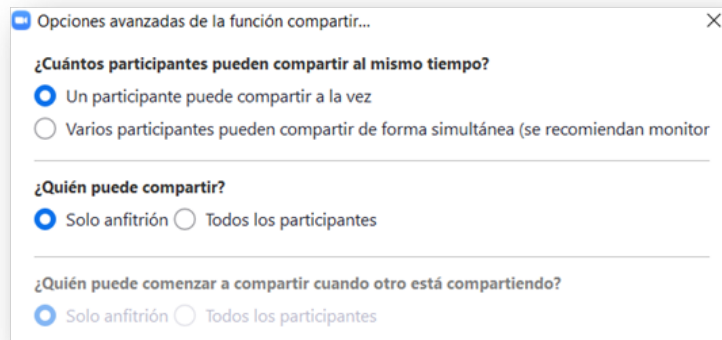 Opciones avanzadas de la función compartir...
¿Cuántos participantes pueden compartir al mismo tiempo?
Un participante puede compartir a la vez
Varios participantes pueden compartir de forma simultánea (se recomiendan monitor
¿Quién puede compartir?
Solo anfitrión Todos los participantes
¿Quién puede comenzar a compartir cuando otro está compartiendo?
Solo anfitrión Todos los participantes